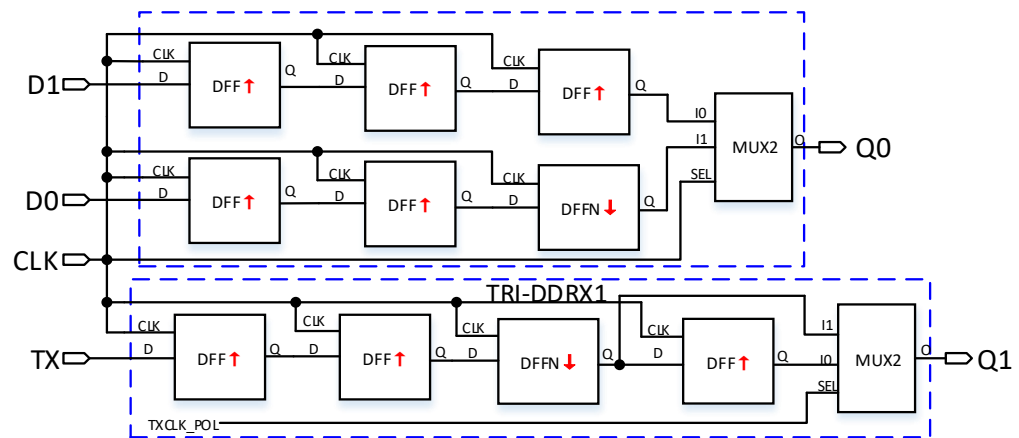 CLK
D1
D
DFF↑
Q
CLK
D
DFF↑
Q
CLK
D
DFF↑
Q
I0
I1
SEL
MUX2
O
Q0
CLK
D0
D
DFF↑
Q
CLK
D
DFF↑
Q
CLK
D
DFFN↓
Q
CLK
TRI-DDRX1
CLK
TX
D
DFF↑
Q
CLK
D
DFF↑
Q
CLK
D
DFFN↓
Q
CLK
D
DFF↑
Q
I1
I0
SEL
MUX2
O
Q1
TXCLK_POL